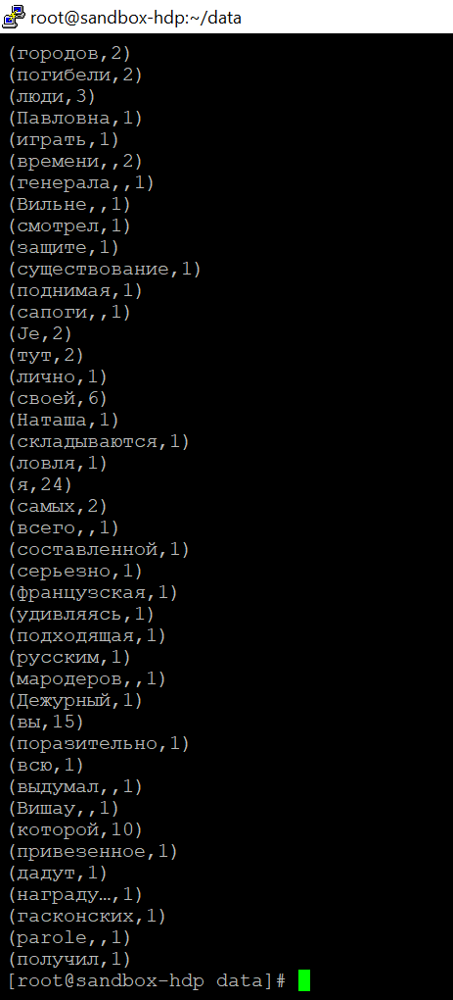 root@sandbox-hdp:~/data
(городов,2)
(погибели,2)
(люди,3)
(Павловна,1)
(играть,1)
(времени,,2)
(генерала,,1)
(Вильне,,1)
(смотрел,1)
(защите,1)
(существование,1)
(поднимая,1)
(сапоги,,1)
(Je,2)
(тут,2)
(лично,1)
(своей,6)
(Наташа,1)
(складываются,1)
(ловля,1)
(я,24)
(самых,2)
(всего,,1)
(составленной,1)
(серьезно,1)
(французская,1)
(удивляясь,1)
(подходящая,1)
(русским,1)
(мародеров,,1)
(Дежурный,1)
(вы,15)
(поразительно,1)
(всю,1)
(выдумал,,1)
(Вишау,,1)
(которой,10)
(привезенное,1)
(дадут,1)
(награду…,1)
(гасконских,1)
(parole,,1)
(получил,1)
[root@sandbox-hdp data]#